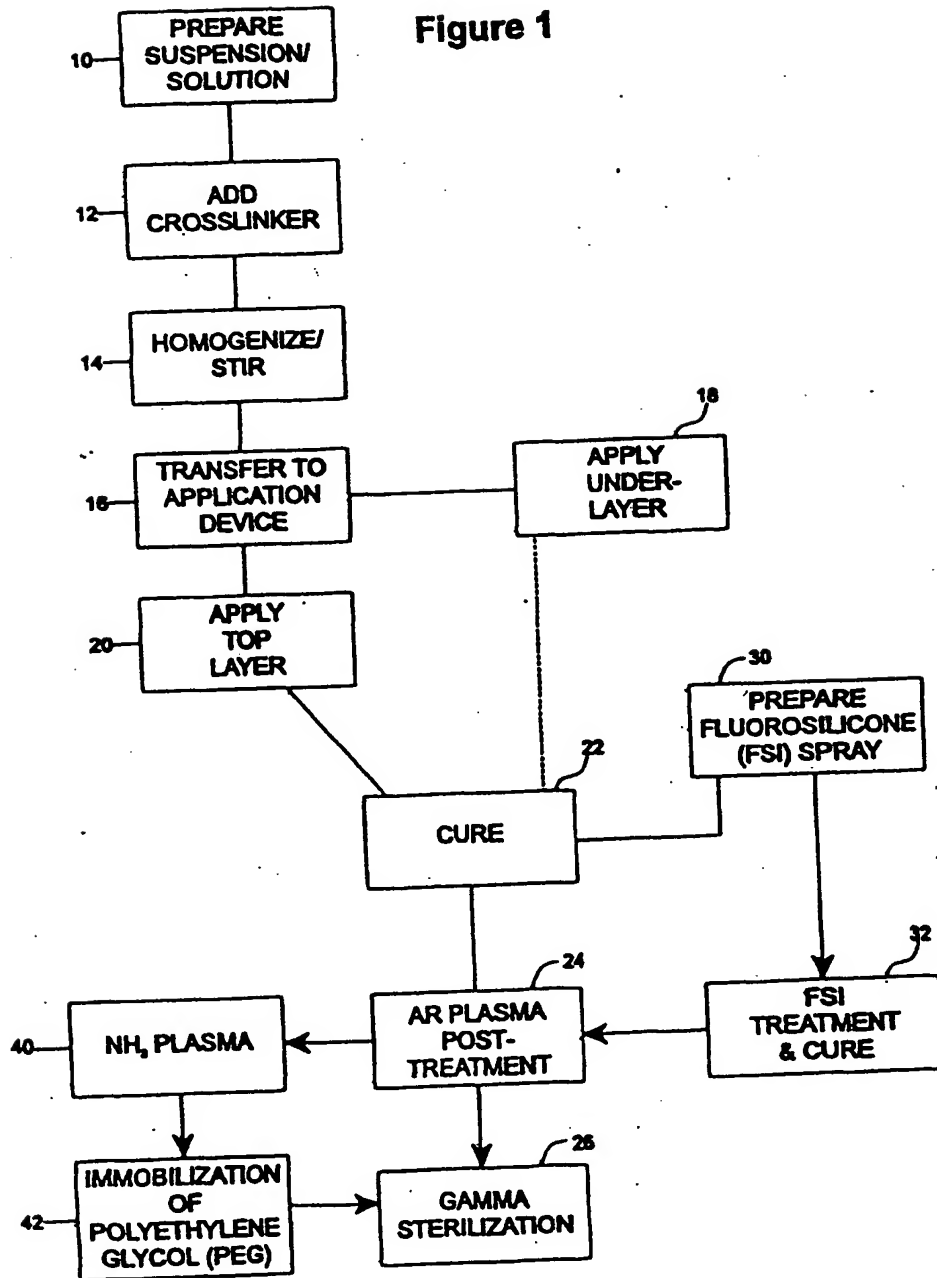 Figure 1
PREPARE
SUSPENSION/
SOLUTION
10
ADD
CROSSLINKER
12
HOMOGENIZE/
STIR
14
TRANSFER TO
APPLICATION
DEVICE
16
APPLY
UNDER-
LAYER
18
APPLY
TOP
LAYER
20
PREPARE
FLUOROSILICONE
(FSI) SPRAY
30
CURE
22
AR PLASMA
POST-
TREATMENT
24
FSI
TREATMENT
& CURE
32
NH₃ PLASMA
40
IMMOBILIZATION
OF
POLYETHYLENE
GLYCOL (PEG)
42
GAMMA
STERILIZATION
26